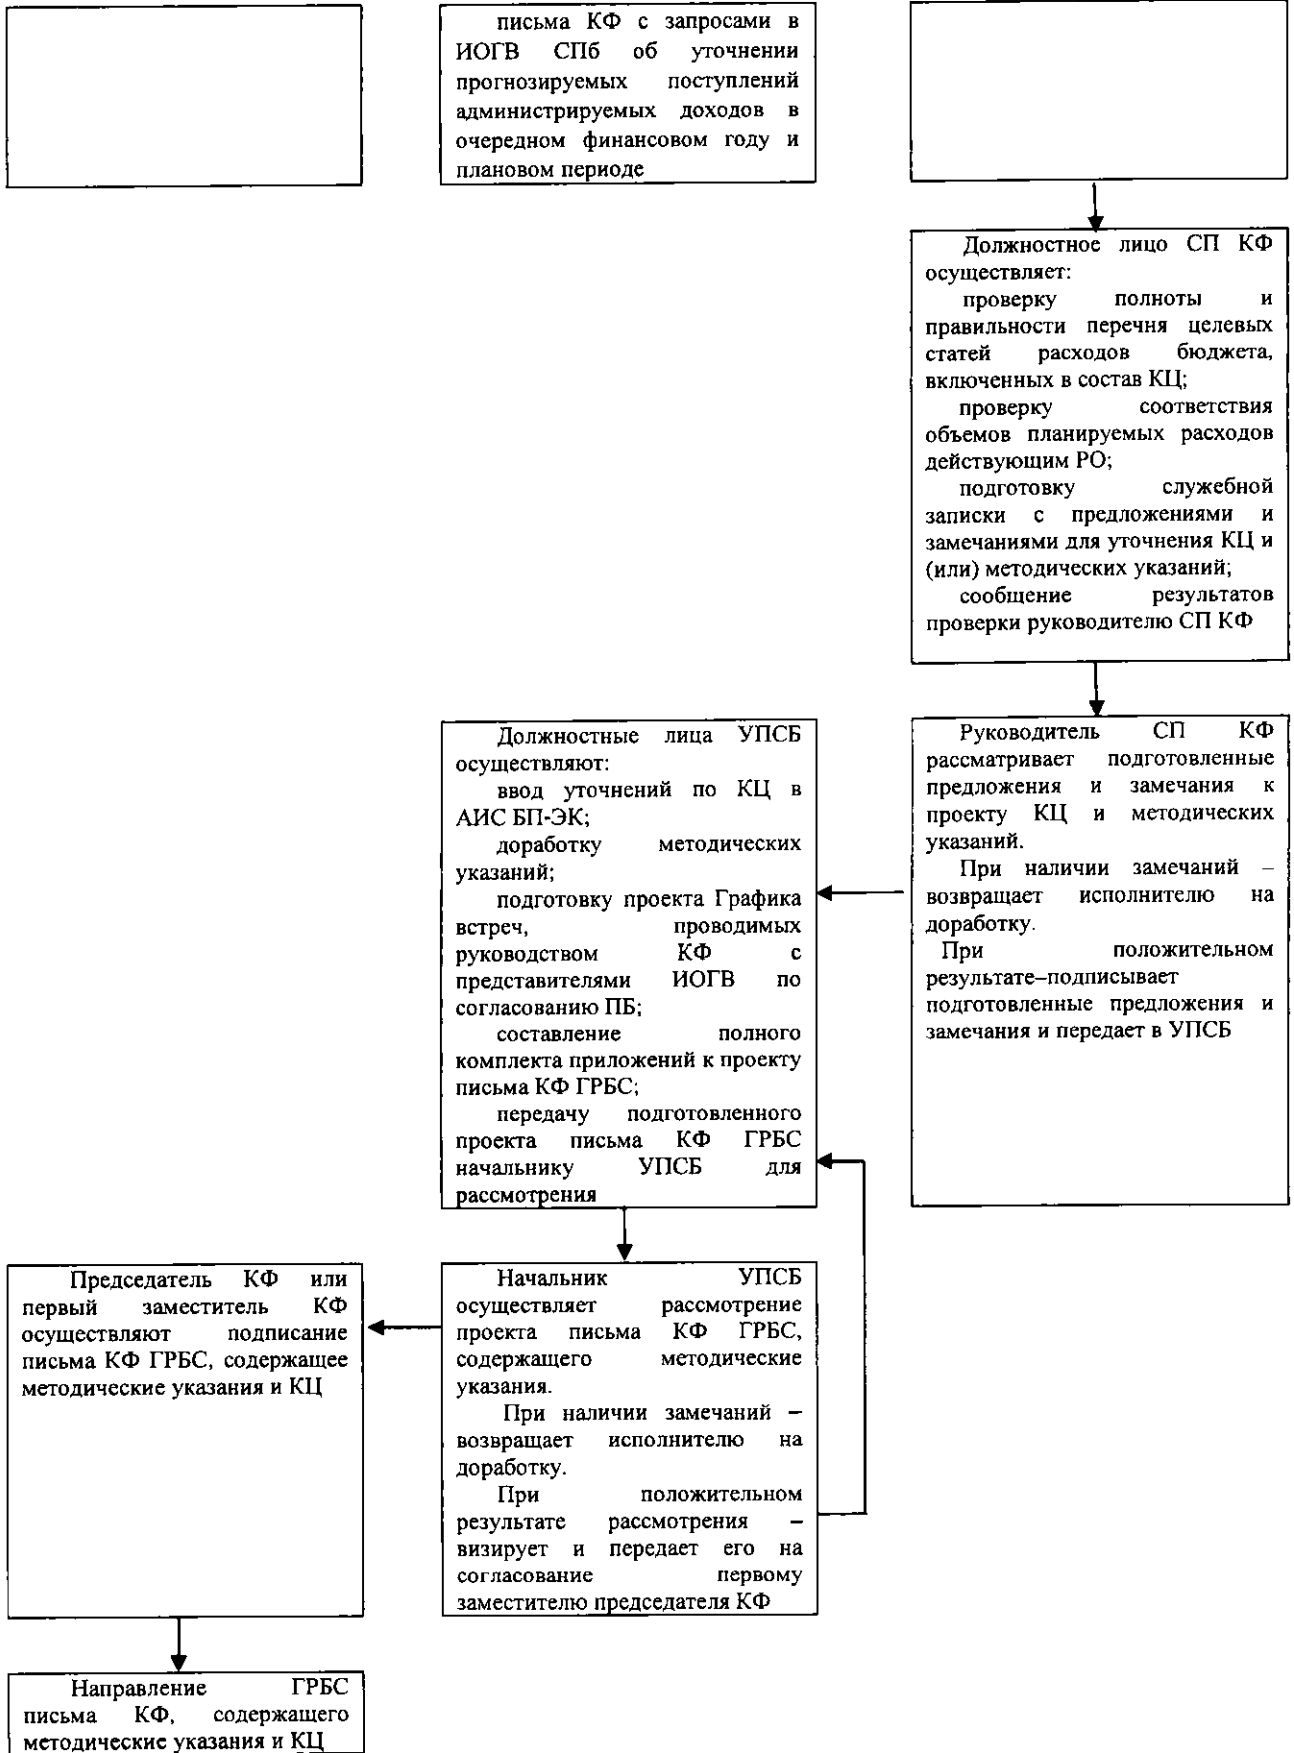 письма КФ с запросами в
ИОГВ СПб об уточнении
прогнозируемых поступлений
администрируемых доходов в
очередном финансовом году и
плановом периоде
Должностное лицо СП КФ
осуществляет:
проверку полноты и
правильности перечня целевых
статей расходов бюджета,
включенных в состав КЦ;
проверку соответствия
объемов планируемых расходов
действующим РО;
подготовку служебной
записки с предложениями и
замечаниями для уточнения КЦ и
(или) методических указаний;
сообщение результатов
проверки руководителю СП КФ
Руководитель СП КФ
рассматривает подготовленные
предложения и замечания к
проекту КЦ и методических
указаний.
При наличии замечаний –
возвращает исполнителю на
доработку.
При положительном
результате–подписывает
подготовленные предложения и
замечания и передает в УПСБ
Должностные лица УПСБ
осуществляют:
ввод уточнений по КЦ в
АИС БП-ЭК;
доработку методических
указаний;
подготовку проекта Графика
встреч, проводимых
руководством КФ с
представителями ИОГВ по
согласованию ПБ;
составление полного
комплекта приложений к проекту
письма КФ ГРБС;
передачу подготовленного
проекта письма КФ ГРБС
начальнику УПСБ для
рассмотрения
Начальник УПСБ
осуществляет рассмотрение
проекта письма КФ ГРБС,
содержащего методические
указания.
При наличии замечаний –
возвращает исполнителю на
доработку.
При положительном
результате рассмотрения –
визирует и передает его на
согласование первому
заместителю председателя КФ
Председатель КФ или
первый заместитель КФ
осуществляют подписание
письма КФ ГРБС, содержащее
методические указания и КЦ
Направление ГРБС
письма КФ, содержащего
методические указания и КЦ